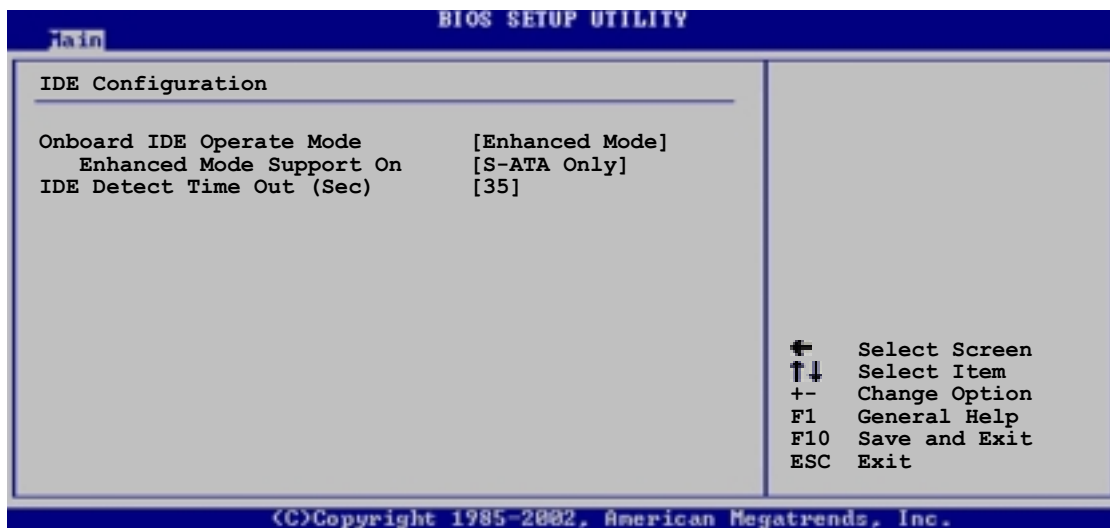 BIOS SETUP UTILITY
Main
IDE Configuration
Onboard IDE Operate Mode [Enhanced Mode]
Enhanced Mode Support On [S-ATA Only]
IDE Detect Time Out (Sec) [35]
← Select Screen
↑↓ Select Item
+- Change Option
F1 General Help
F10 Save and Exit
ESC Exit
(C)Copyright 1985-2002, American Megatrends, Inc.